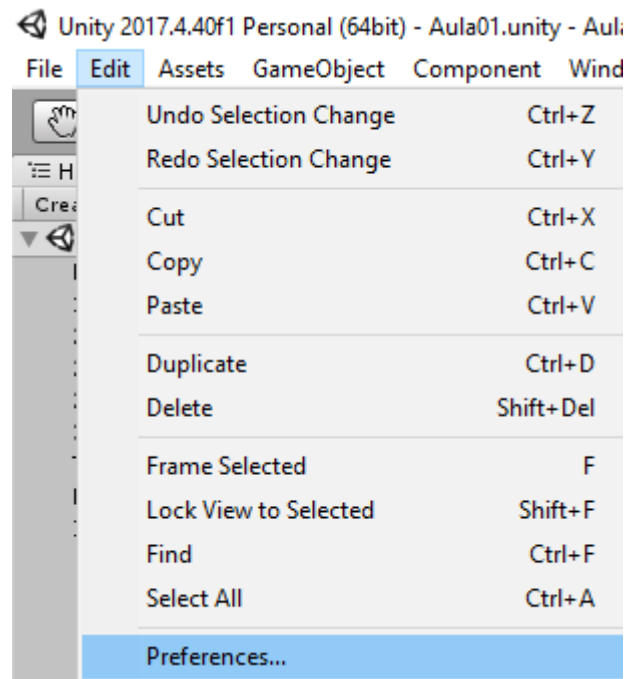 Unity 2017.4.40f1 Personal (64bit) - Aula01.unity - Aul
File Edit Assets GameObject Component Wind
Undo Selection Change Ctrl+Z
Redo Selection Change Ctrl+Y
H
Crea
Cut Ctrl+X
Copy Ctrl+C
Paste Ctrl+V
Duplicate Ctrl+D
Delete Shift+Del
Frame Selected F
Lock View to Selected Shift+F
Find Ctrl+F
Select All Ctrl+A
Preferences...